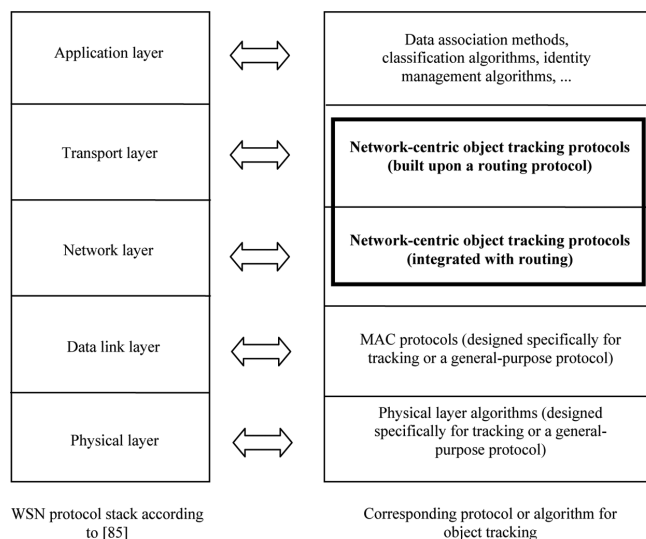 Application layer
Data association methods,
classification algorithms, identity
management algorithms, ...
Transport layer
Network-centric object tracking protocols
(built upon a routing protocol)
Network layer
Network-centric object tracking protocols
(integrated with routing)
Data link layer
MAC protocols (designed specifically for
tracking or a general-purpose protocol)
Physical layer
Physical layer algorithms (designed
specifically for tracking or a general-
purpose protocol)
WSN protocol stack according
to [85]
Corresponding protocol or algorithm for
object tracking